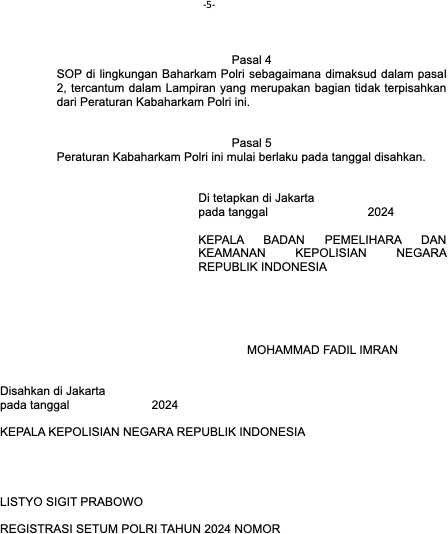 -5-
Pasal 4
SOP di lingkungan Baharkam Polri sebagaimana dimaksud dalam pasal
2, tercantum dalam Lampiran yang merupakan bagian tidak terpisahkan
dari Peraturan Kabaharkam Polri ini.
Pasal 5
Peraturan Kabaharkam Polri ini mulai berlaku pada tanggal disahkan.
Di tetapkan di Jakarta
pada tanggal 2024
KEPALA BADAN PEMELIHARA DAN
KEAMANAN KEPOLISIAN NEGARA
REPUBLIK INDONESIA
MOHAMMAD FADIL IMRAN
Disahkan di Jakarta
pada tanggal 2024
KEPALA KEPOLISIAN NEGARA REPUBLIK INDONESIA
LISTYO SIGIT PRABOWO
REGISTRASI SETUM POLRI TAHUN 2024 NOMOR